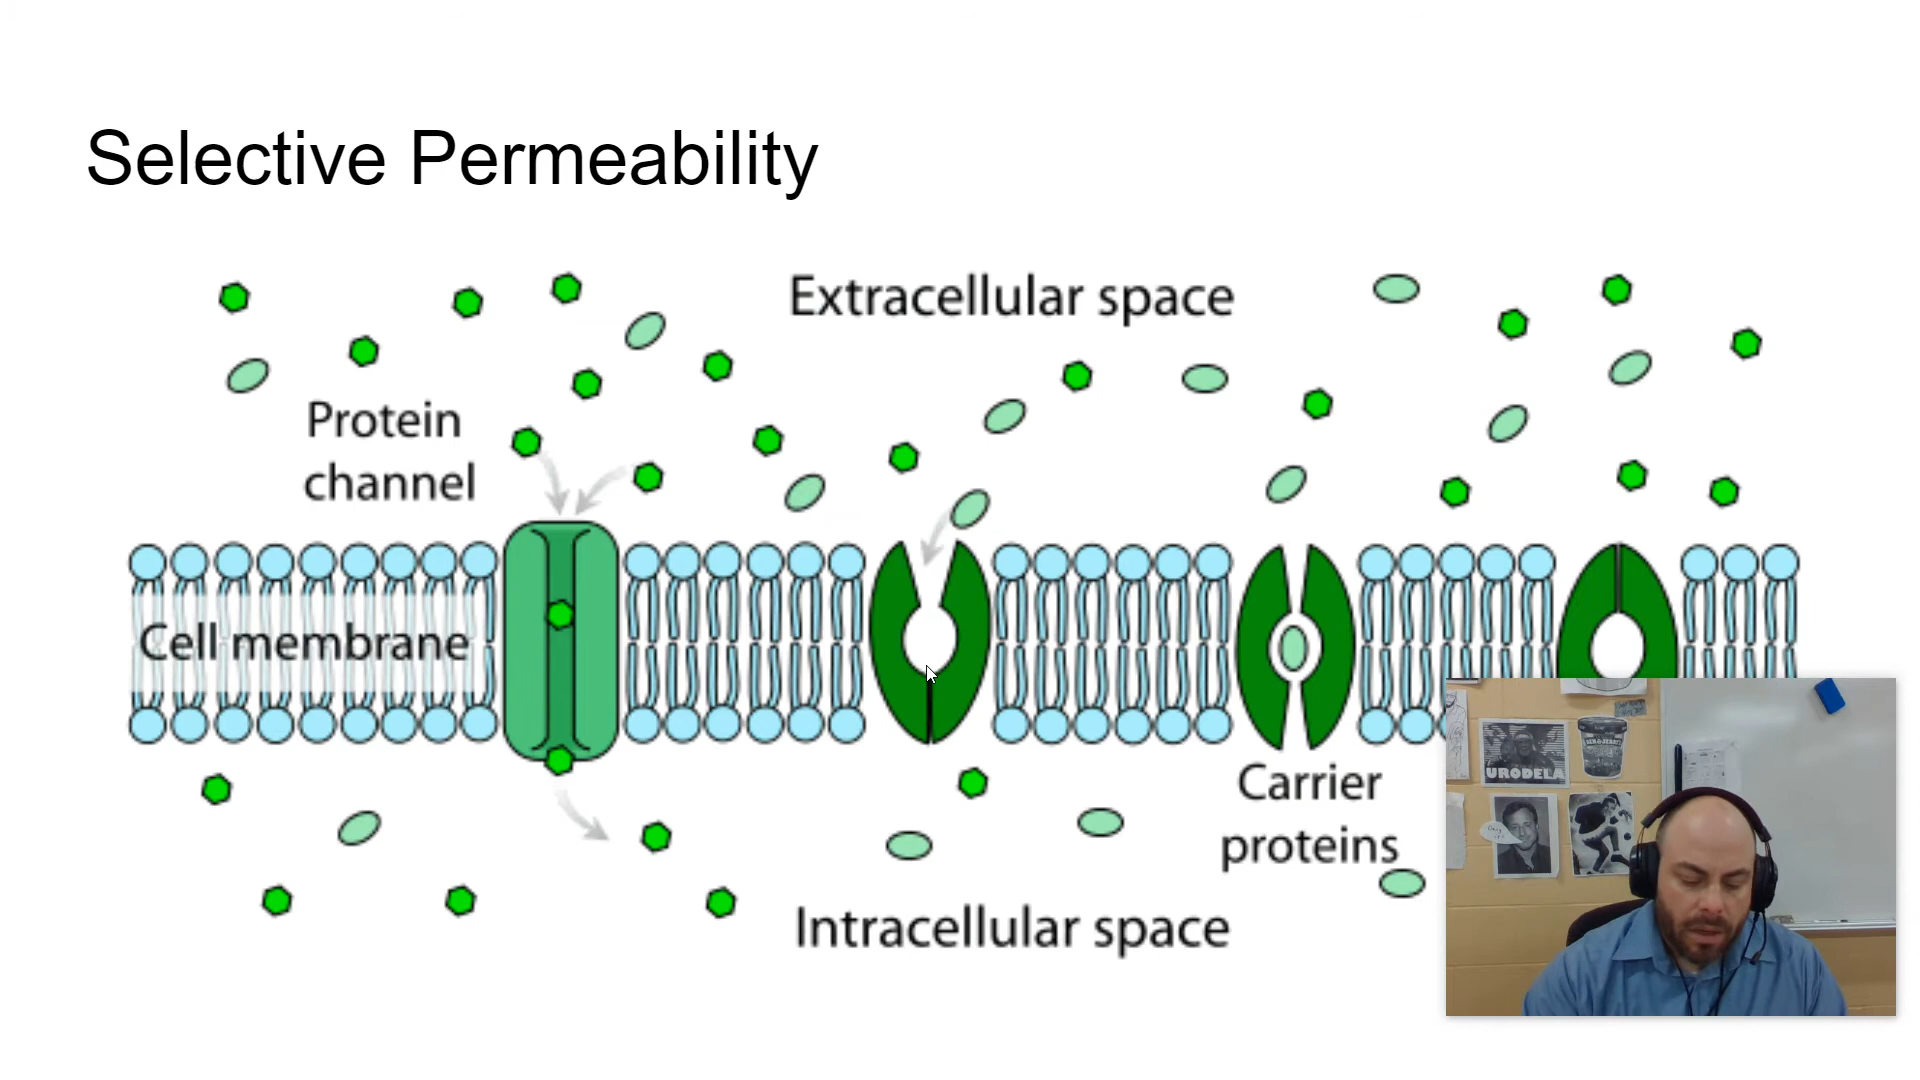 Selective Permeability
Extracellular space
Protein
channel
Cell membrane
Carrier
proteins
Intracellular space
URODELA
BEN & JERRY'S